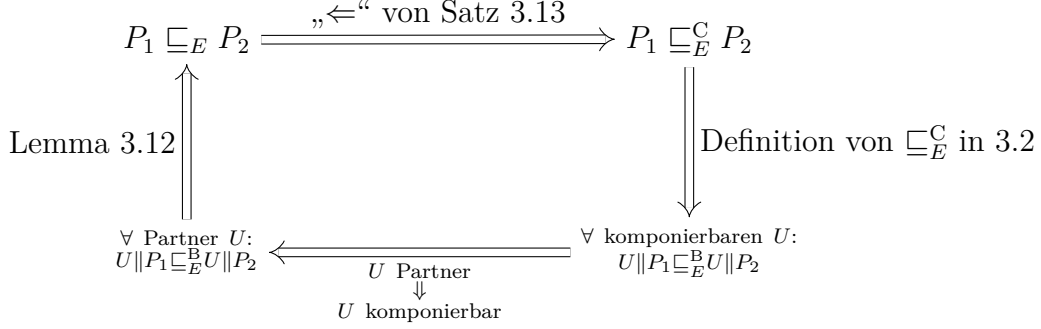 „⇐“ von Satz 3.13
P₁ ⊑_E P₂
P₁ ⊑_E^C P₂
Lemma 3.12
Definition von ⊑_E^C in 3.2
∀ Partner U:
U‖P₁⊑_E^B U‖P₂
∀ komponierbaren U:
U‖P₁⊑_E^B U‖P₂
U Partner
⇓
U komponierbar